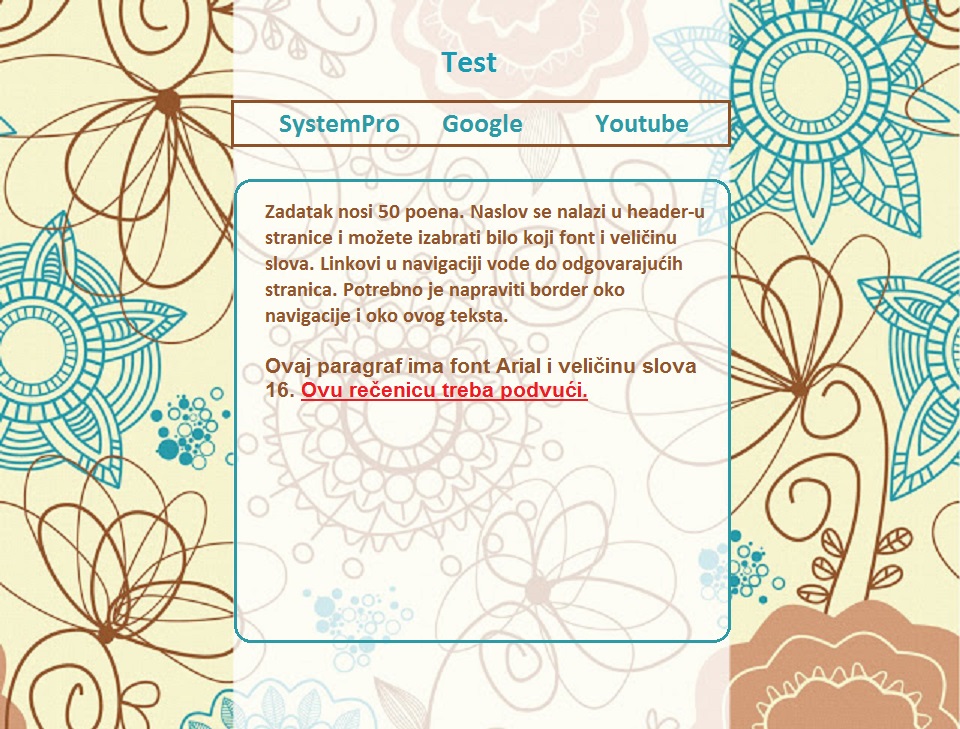 Test
SystemPro Google Youtube
Zadatak nosi 50 poena. Naslov se nalazi u header-u
stranice i možete izabrati bilo koji font i veličinu
slova. Linkovi u navigaciji vode do odgovarajućih
stranica. Potrebno je napraviti border oko
navigacije i oko ovog teksta.
Ovaj paragraf ima font Arial i veličinu slova
16. Ovu rečenicu treba podvući.